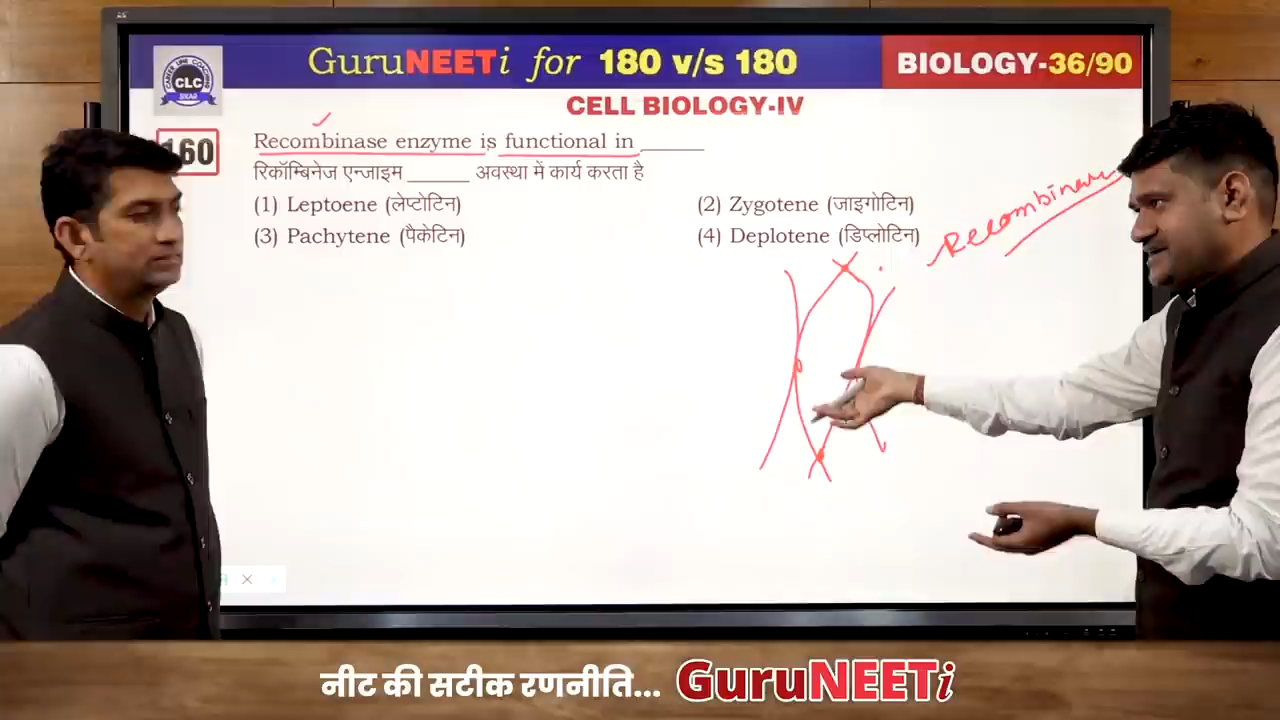 GuruNEETi for 180 v/s 180
BIOLOGY-36/90
CLC
CELL BIOLOGY-IV
160
Recombinase enzyme is functional in ______
रिकॉम्बिनेज एन्जाइम ______ अवस्था में कार्य करता है
(1) Leptoene (लेप्टोटिन)
(2) Zygotene (जाइगोटिन)
(3) Pachytene (पैकेटिन)
(4) Deplotene (डिप्लोटिन)
नीट की सटीक रणनीति... GuruNEETi